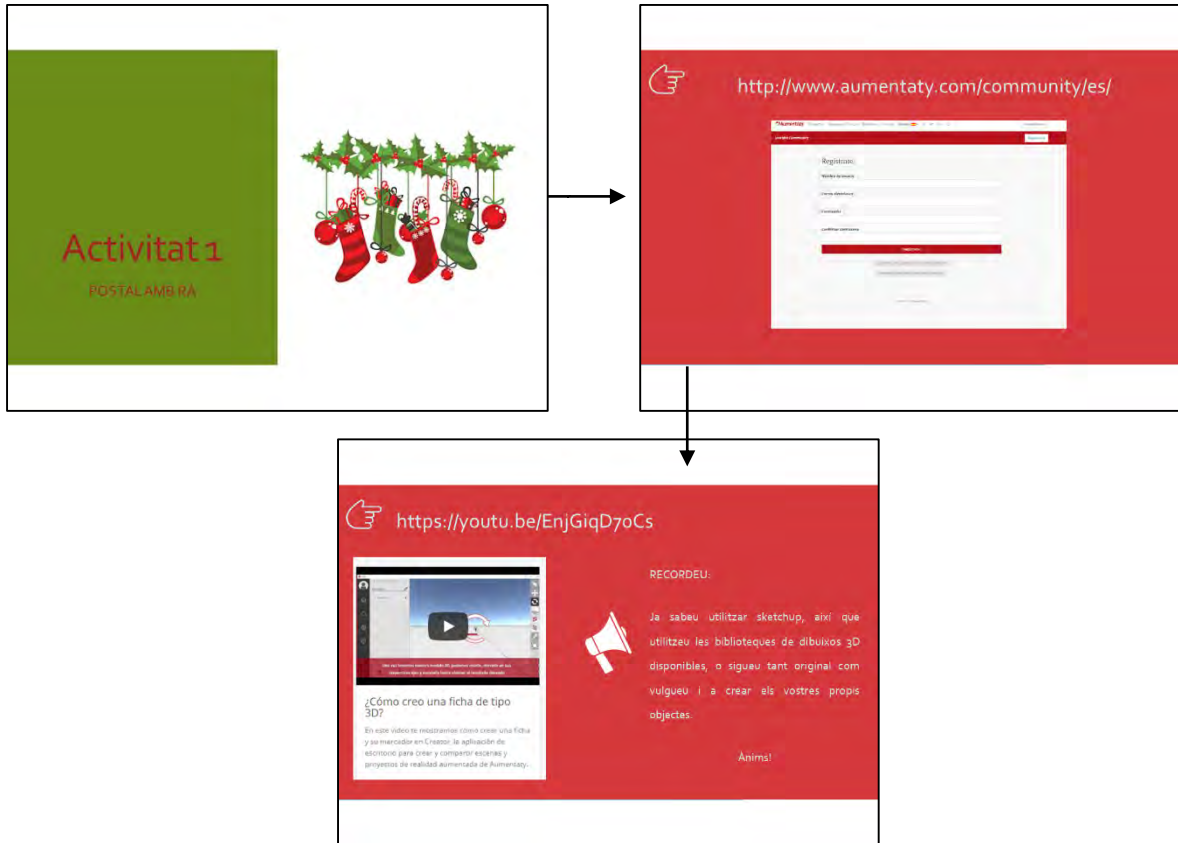 Activitat 1
POSTAL AMB RA
http://www.aumentaty.com/community/es/
Regístrate
https://youtu.be/EnjGiqD70Cs
¿Cómo creo una ficha de tipo
3D?
En este video te mostramos cómo crear una ficha
y su marcador en Creator, la aplicación de
escritorio para crear y compartir escenas y
proyectos de realidad aumentada de Aumentaty...
RECORDEU:
Ja sabeu utilitzar sketchup, així que
utilitzeu les biblioteques de dibuixos 3D
disponibles, o sigueu tant original com
vulgueu i a crear els vostres propis
objectes.
Ànims!